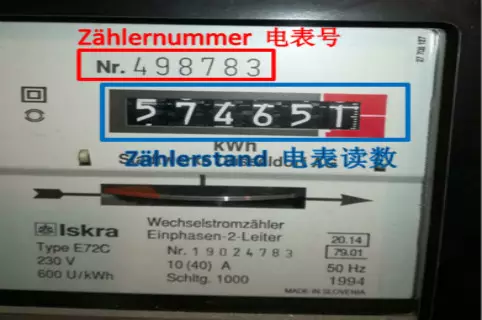 Zählernummer 电表号
Nr. 498783
574651
kWh
Zählerstand 电表读数
Iskra
Type E72C
230 V
600 U/kWh
Wechselstromzähler
Einphasen-2-Leiter
Nr. 19024783
10 (40) A
Schltg. 1000
20.14
79.01
50 Hz
1994
MADE IN SLOVENIA